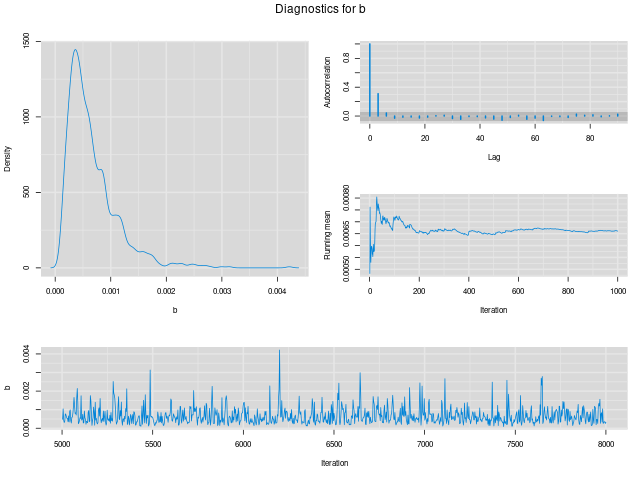 Diagnostics for b
Density
0 500 1000 1500
0.000 0.001 0.002 0.003 0.004
b
Autocorrelation
0.0 0.4 0.8
0 20 40 60 80
Lag
Running mean
0.00050 0.00065 0.00080
0 200 400 600 800 1000
Iteration
b
0.000 0.002 0.004
5000 5500 6000 6500 7000 7500 8000
Iteration